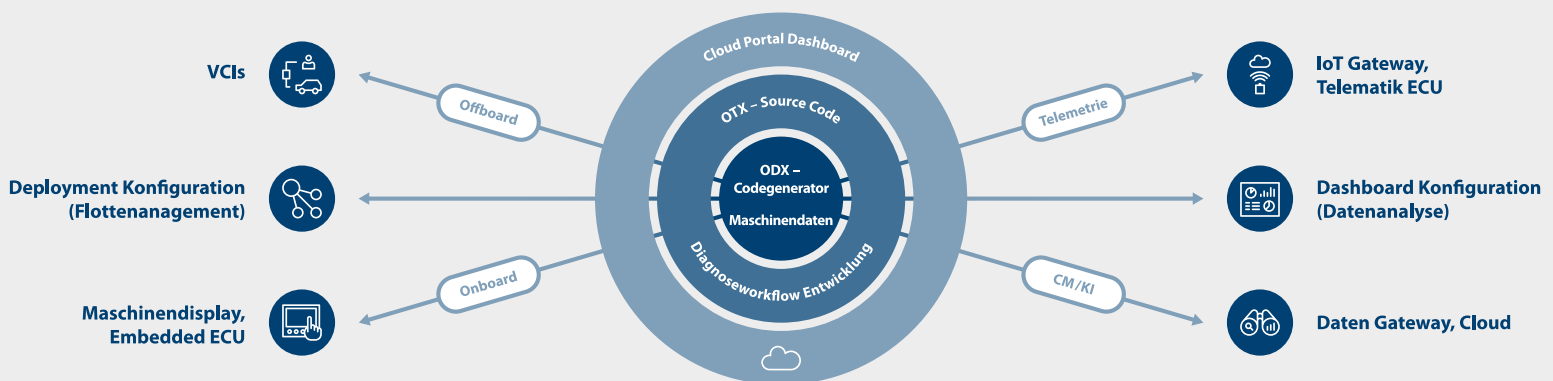 VCIs
Offboard
Deployment Konfiguration
(Flottenanagement)
Onboard
Maschinendisplay,
Embedded ECU
Cloud Portal Dashboard
OTX – Source Code
ODX –
Codegenerator
Maschinendaten
Diagnoseworkflow Entwicklung
Telemetrie
IoT Gateway,
Telematik ECU
Dashboard Konfiguration
(Datenanalyse)
CM/KI
Daten Gateway, Cloud